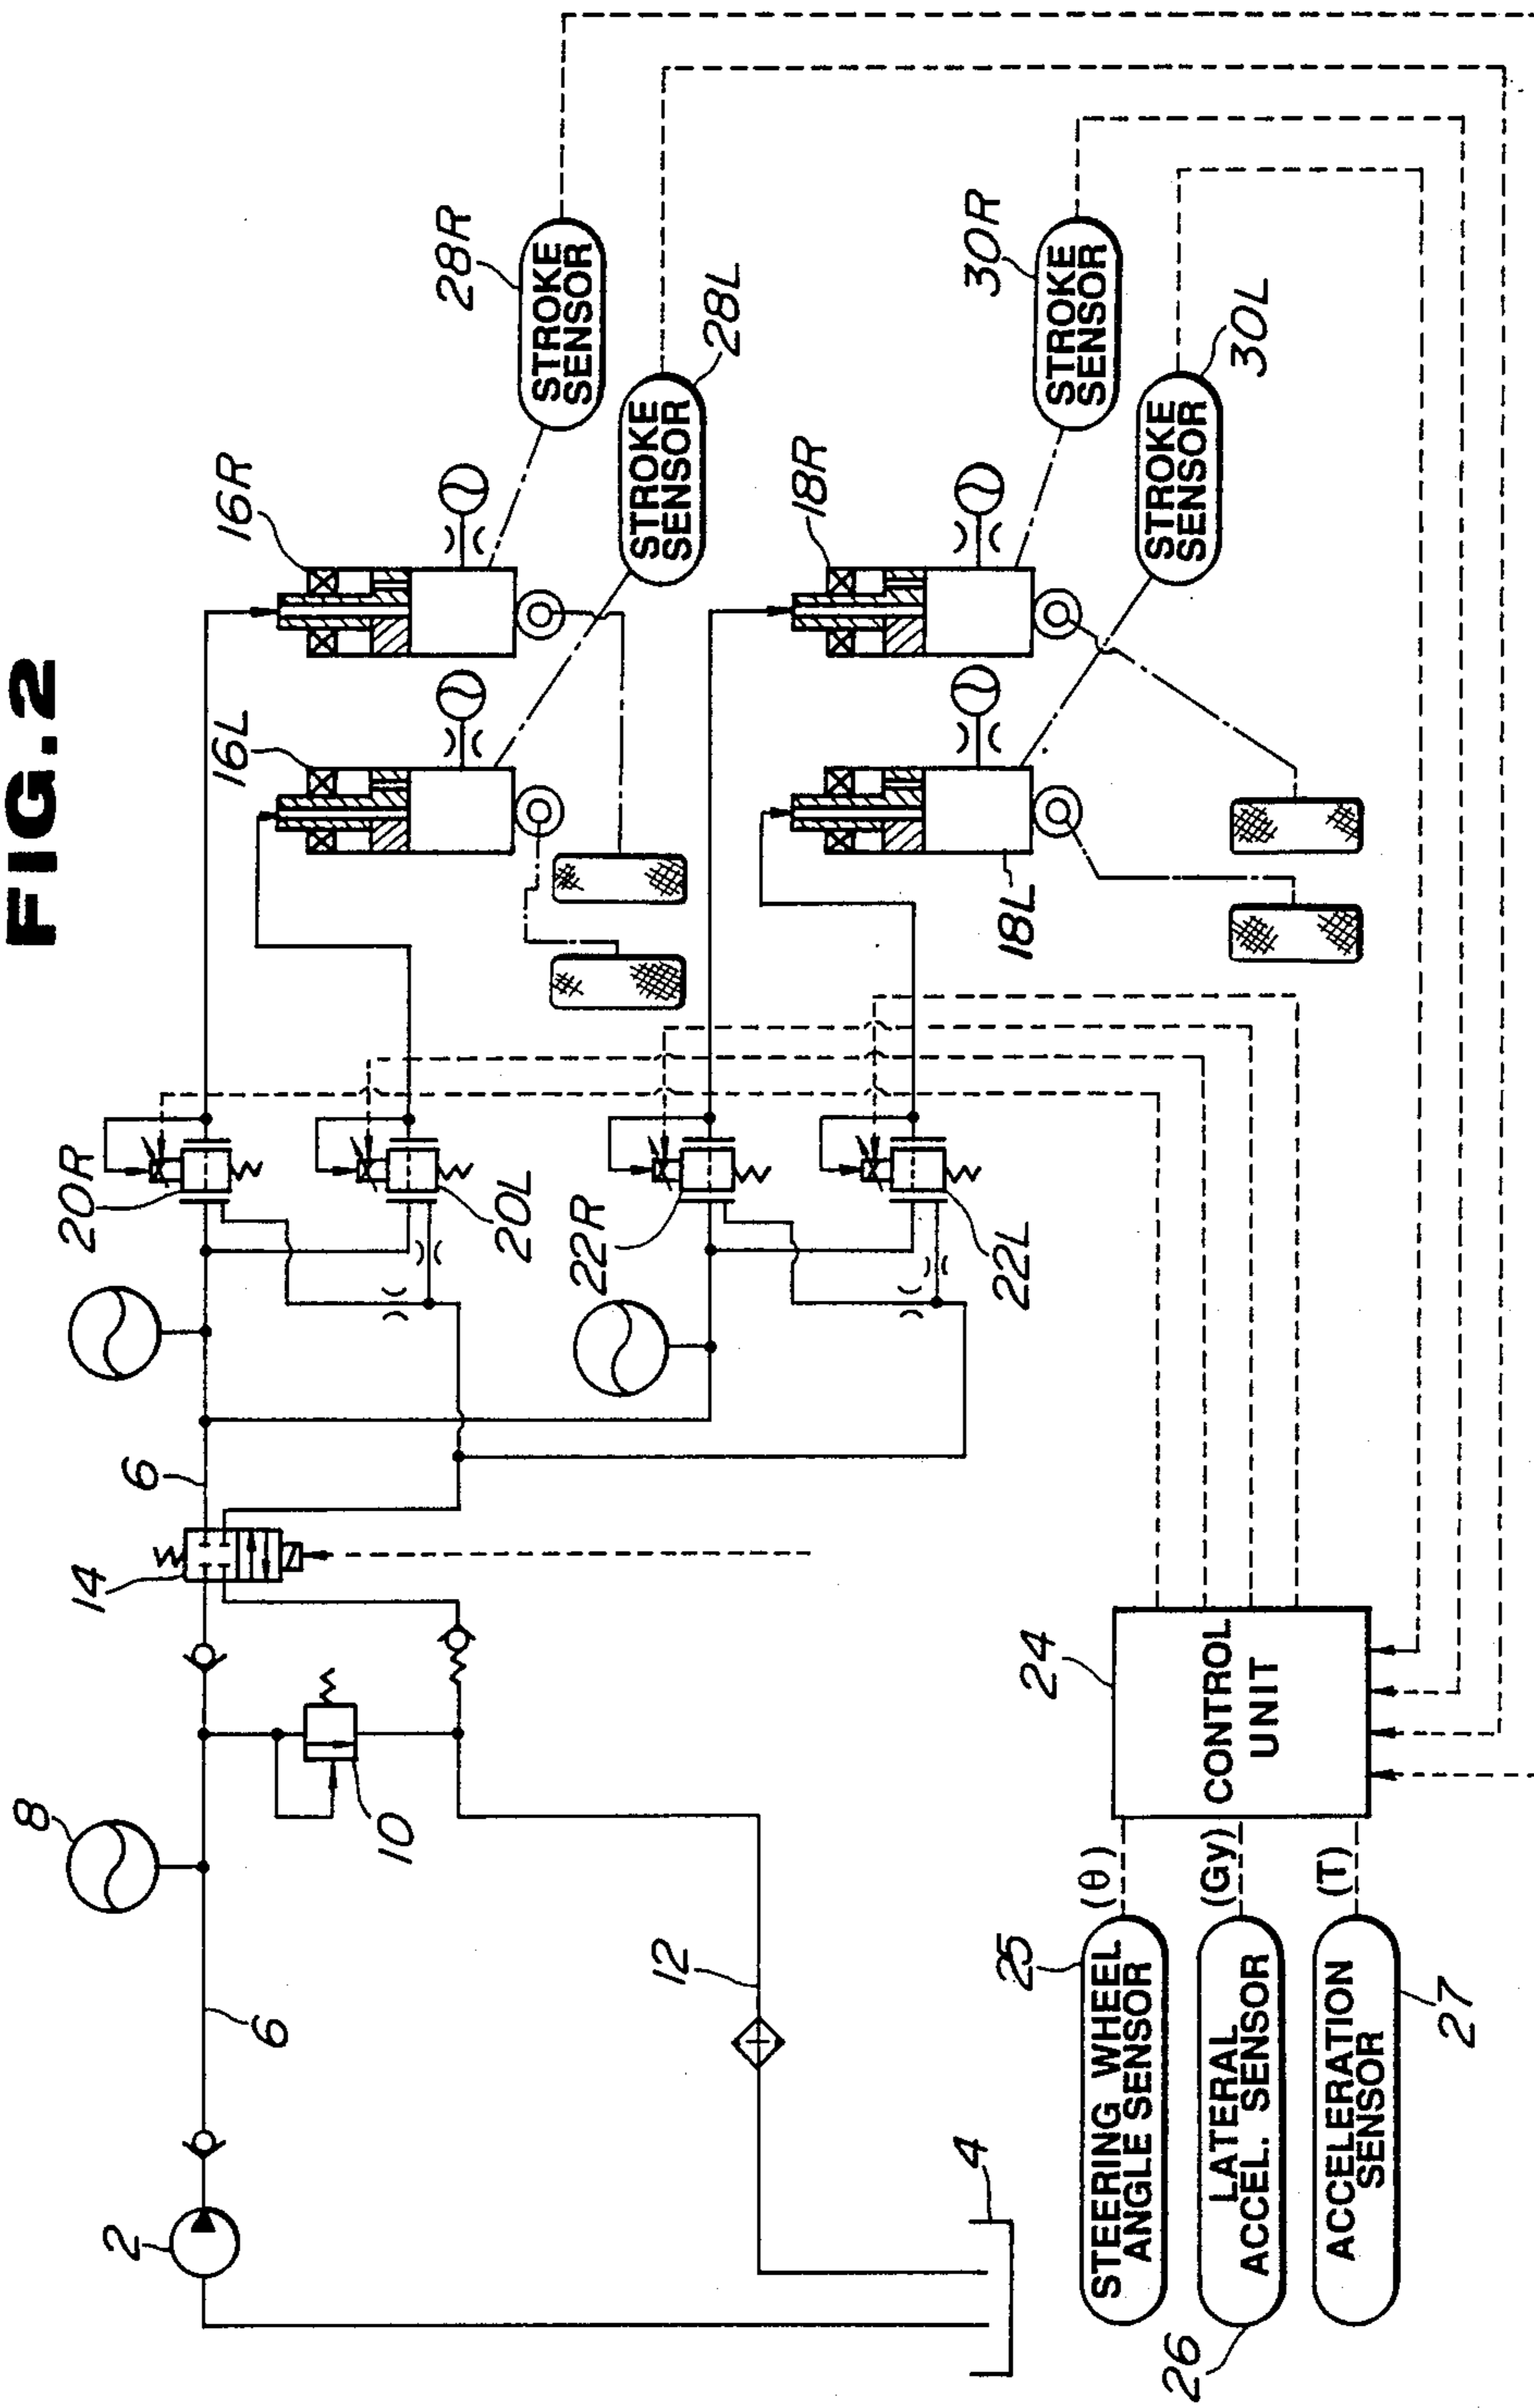 FIG.2
2
6
8
10
14
6
20R
20L
22R
22L
16L
16R
28R
STROKE
SENSOR
STROKE
SENSOR
28L
18L
18R
30R
STROKE
SENSOR
STROKE
SENSOR
30L
12
4
25
STEERING WHEEL
ANGLE SENSOR
(θ)
26
LATERAL
ACCEL. SENSOR
(Gy)
ACCELERATION
SENSOR
27
(T)
24
CONTROL
UNIT